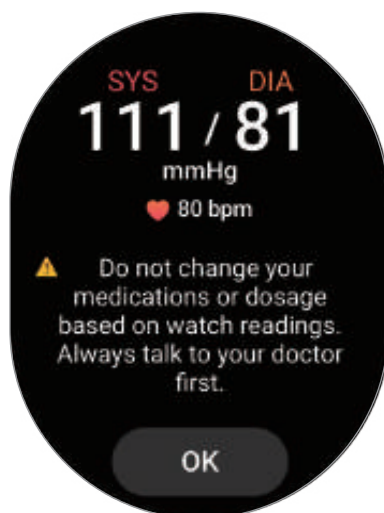 SYS DIA
111 / 81
mmHg
80 bpm
Do not change your
medications or dosage
based on watch readings.
Always talk to your doctor
first.
OK